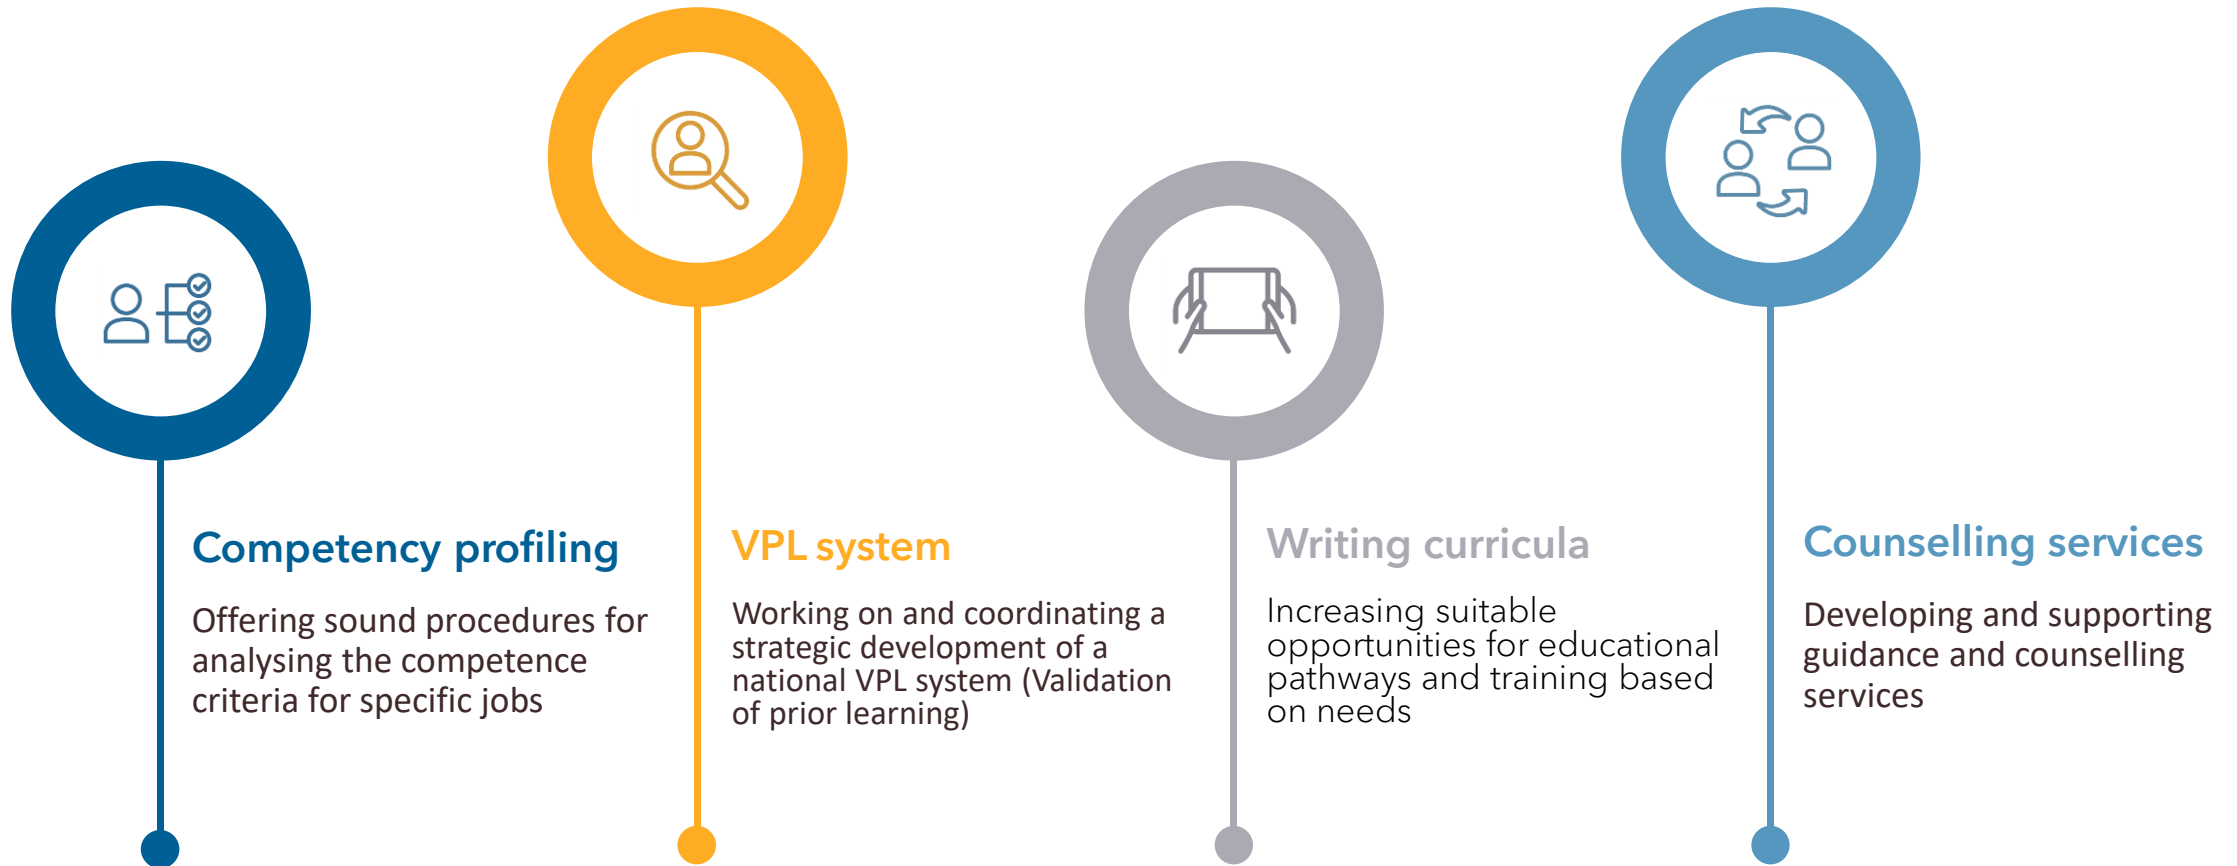 Competency profiling
Offering sound procedures for
analysing the competence
criteria for specific jobs
VPL system
Working on and coordinating a
strategic development of a
national VPL system (Validation
of prior learning)
Writing curricula
Increasing suitable
opportunities for educational
pathways and training based
on needs
Counselling services
Developing and supporting
guidance and counselling
services